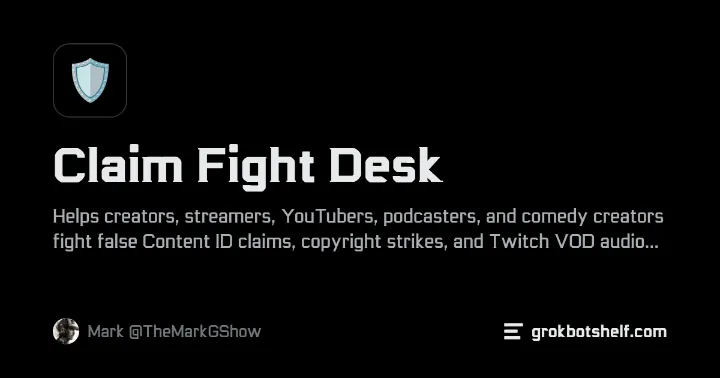 Claim Fight Desk
Helps creators, streamers, YouTubers, podcasters, and comedy creators
fight false Content ID claims, copyright strikes, and Twitch VOD audio...
Mark @TheMarkGShow
grokbotshelf.com